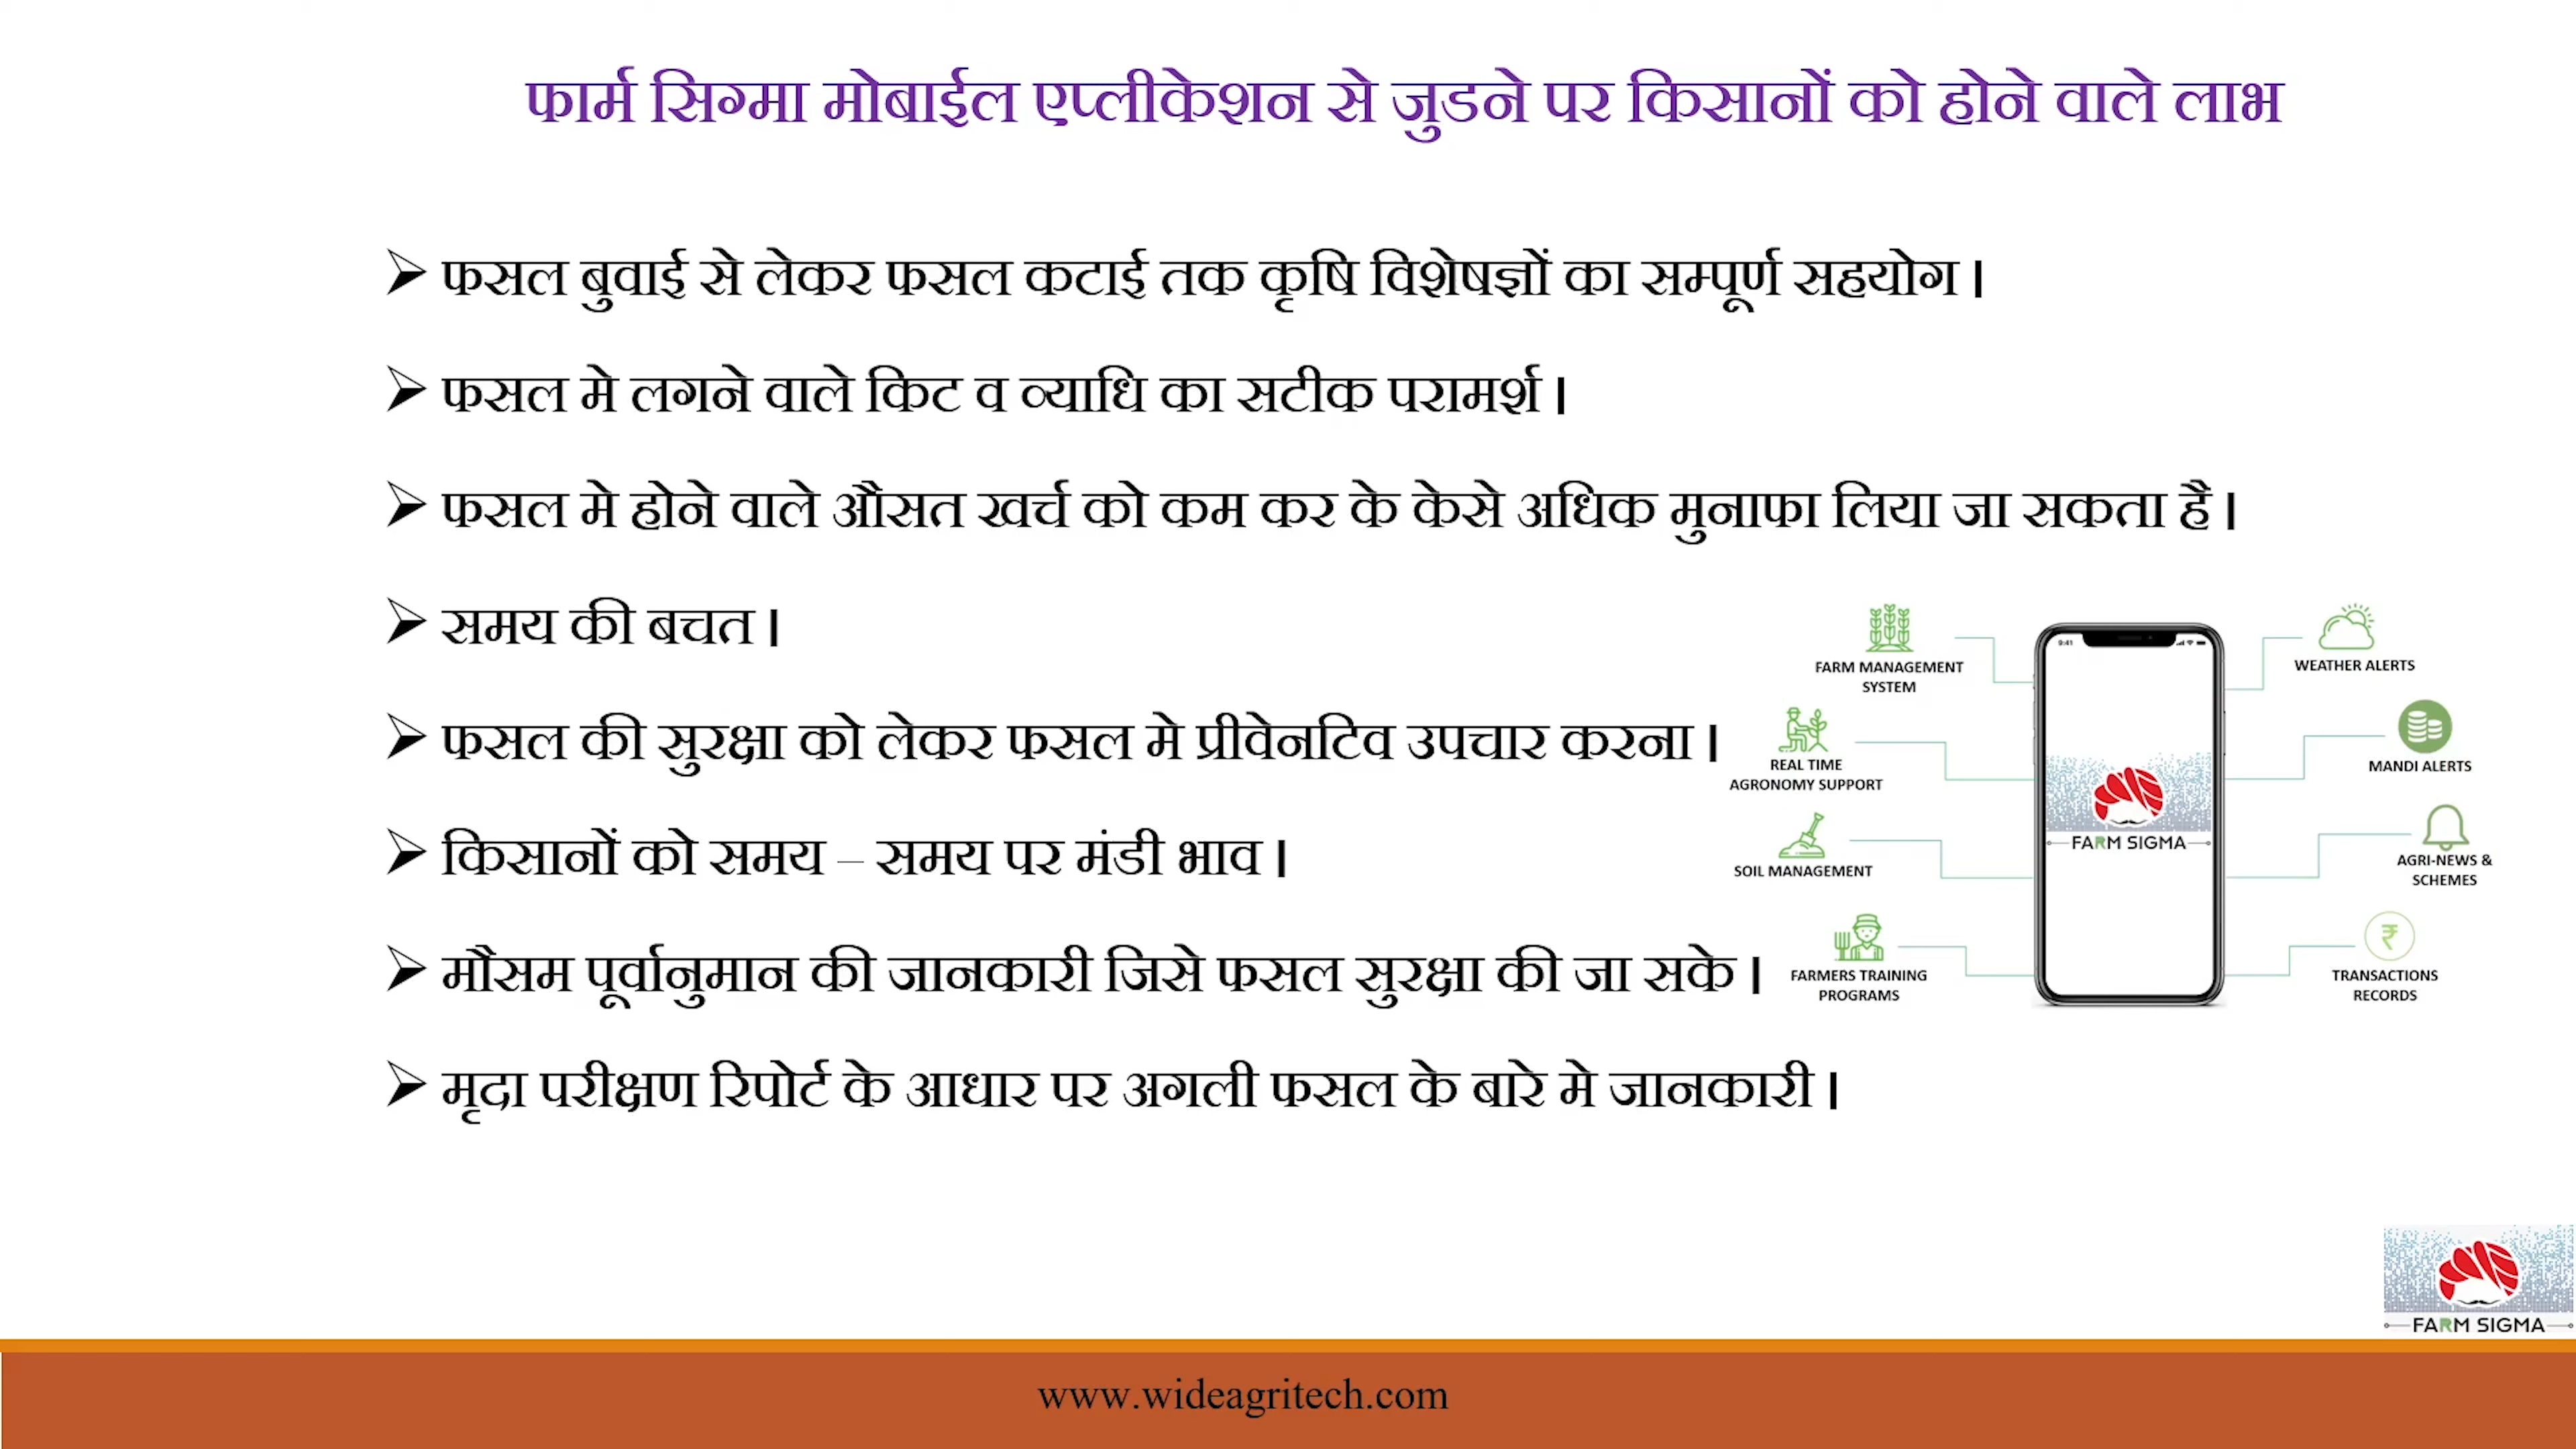 फार्म सिग्मा मोबाईल एप्लीकेशन से जुडने पर किसानों को होने वाले लाभ
फसल बुवाई से लेकर फसल कटाई तक कृषि विशेषज्ञों का सम्पूर्ण सहयोग।
फसल मे लगने वाले किट व व्याधि का सटीक परामर्श।
फसल मे होने वाले औसत खर्च को कम कर के केसे अधिक मुनाफा लिया जा सकता है।
समय की बचत।
फसल की सुरक्षा को लेकर फसल मे प्रीवेनटिव उपचार करना।
किसानों को समय – समय पर मंडी भाव।
मौसम पूर्वानुमान की जानकारी जिसे फसल सुरक्षा की जा सके।
मृदा परीक्षण रिपोर्ट के आधार पर अगली फसल के बारे मे जानकारी।
FARM MANAGEMENT
SYSTEM
REAL TIME
AGRONOMY SUPPORT
SOIL MANAGEMENT
FARMERS TRAINING
PROGRAMS
9:41
FARM SIGMA
WEATHER ALERTS
MANDI ALERTS
AGRI-NEWS &
SCHEMES
₹
TRANSACTIONS
RECORDS
FARM SIGMA
www.wideagritech.com